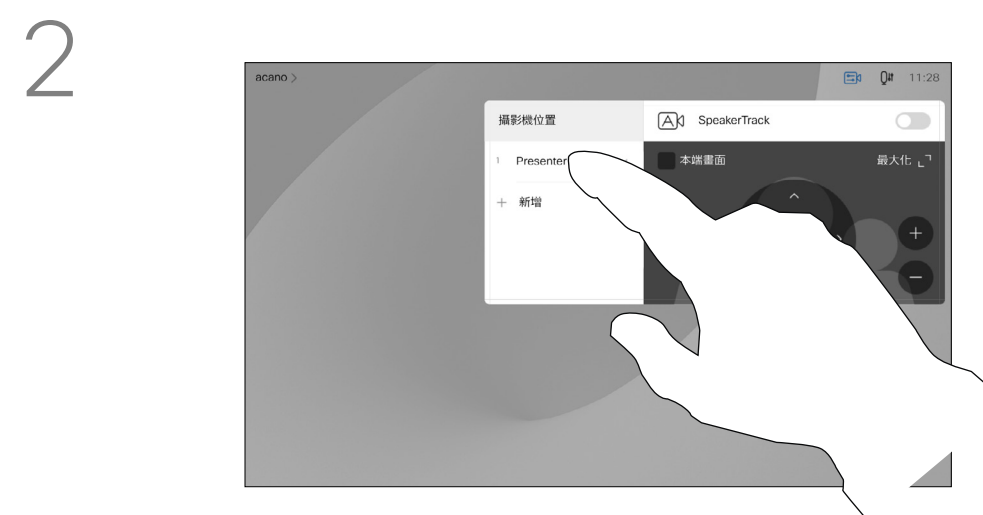 2
acano >
11:28
攝影機位置
SpeakerTrack
1 Presenter
本端畫面
最大化
+ 新增